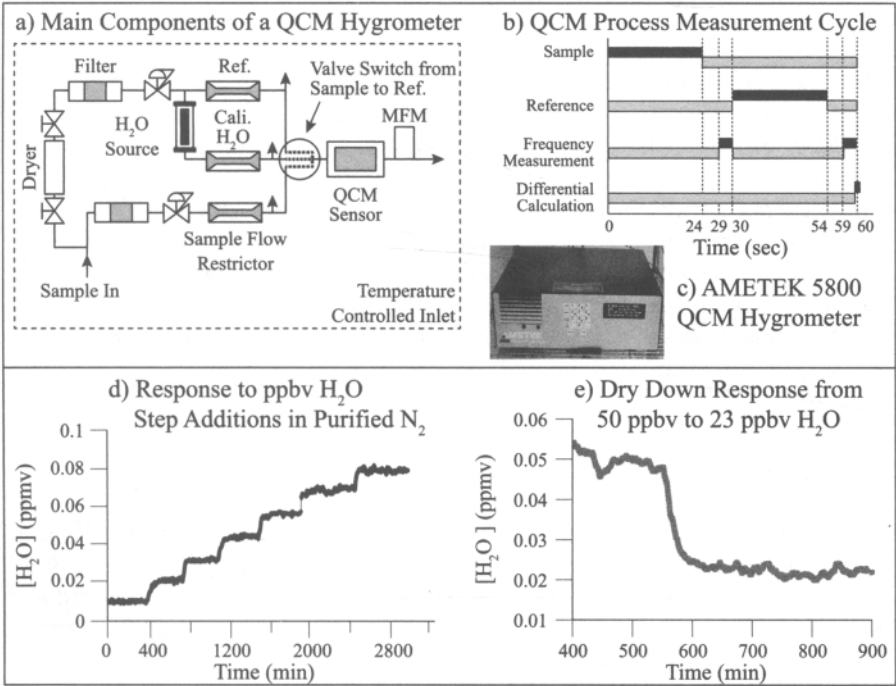 a) Main Components of a QCM Hygrometer
Filter
Ref.
Valve Switch from
Sample to Ref.
MFM
H₂O
Source
Cali.
H₂O
Dryer
QCM
Sensor
Sample Flow
Restrictor
Sample In
Temperature
Controlled Inlet
b) QCM Process Measurement Cycle
Sample
Reference
Frequency
Measurement
Differential
Calculation
0 24 29 30 54 59 60
Time (sec)
AMETEK
c) AMETEK 5800
QCM Hygrometer
d) Response to ppbv H₂O
Step Additions in Purified N₂
0.1
0.08
0.06
0.04
0.02
0
[H₂O] (ppmv)
0 400 1200 2000 2800
Time (min)
e) Dry Down Response from
50 ppbv to 23 ppbv H₂O
0.06
0.05
0.04
0.03
0.02
0.01
[H₂O ] (ppmv)
400 500 600 700 800 900
Time (min)